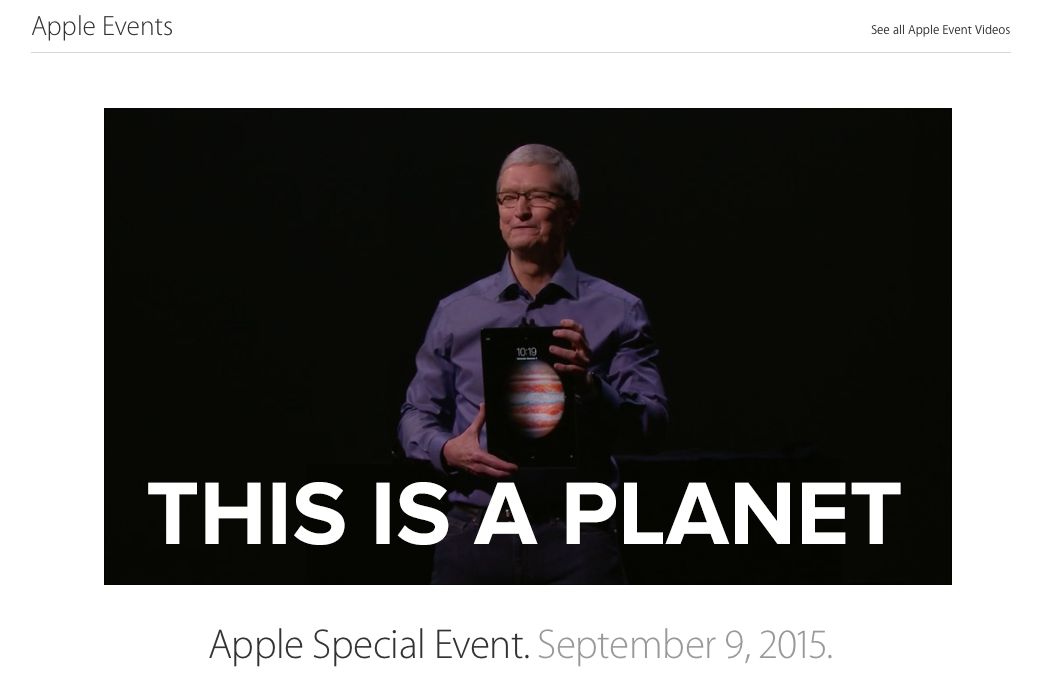 Apple Events
See all Apple Event Videos
10:19
THIS IS A PLANET
Apple Special Event. September 9, 2015.